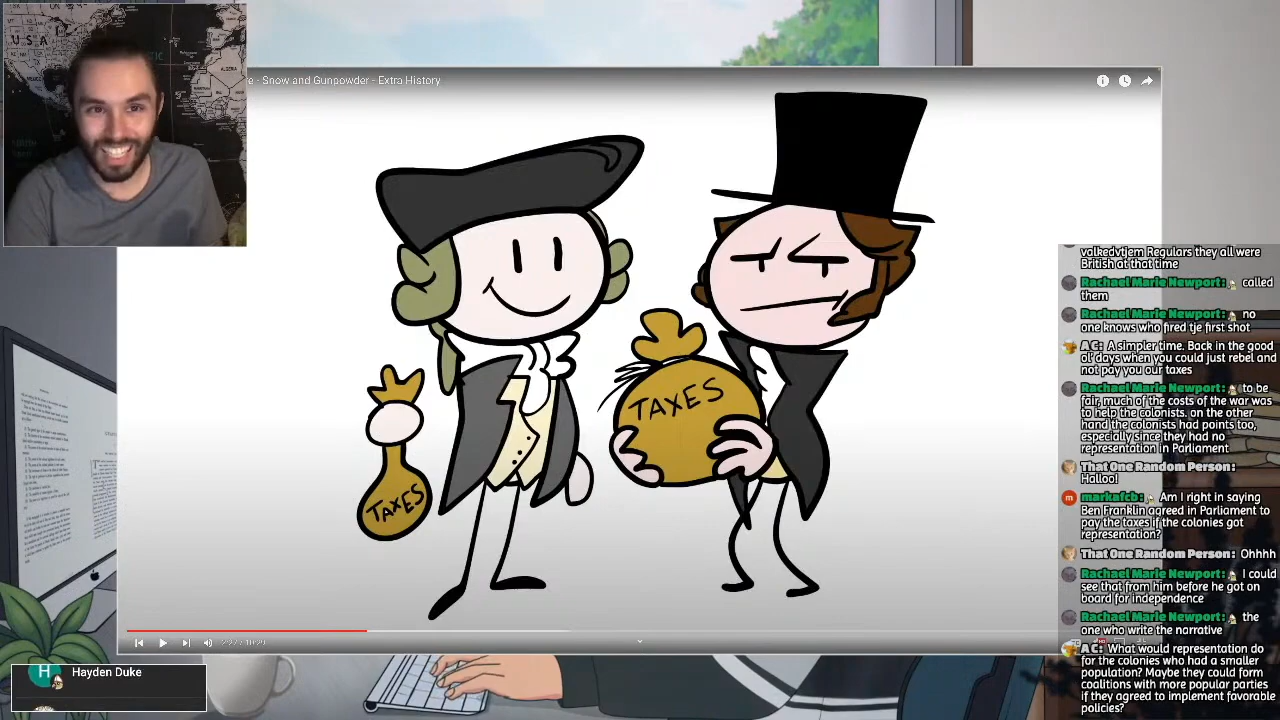 USA
ALGERIA
e - Snow and Gunpowder - Extra History
TAXES
TAXES
valkedvtjem Regulars they all were
British at that time
Rachael Marie Newport: called
them
Rachael Marie Newport: no
one knows who fired ye first shot
A C: A simpler time. Back in the good
ol' days when you could just rebel and
not pay you our taxes
Rachael Marie Newport: to be
fair, much of the costs of the war was
to help the colonists. on the other
hand the colonists had points too,
especially since they had no
representation in Parliament
That One Random Person:
Halloo!
m markafcb: Am I right in saying
Ben Franklin agreed in Parliament to
pay the taxes if the colonies got
representation?
That One Random Person: Ohhhh
Rachael Marie Newport: I could
see that from him before he got on
board for independence
Rachael Marie Newport: the
one who write the narrative
A C: What would representation do
for the colonies who had a smaller
population? Maybe they could form
coalitions with more popular parties
if they agreed to implement favorable
policies?
H Hayden Duke